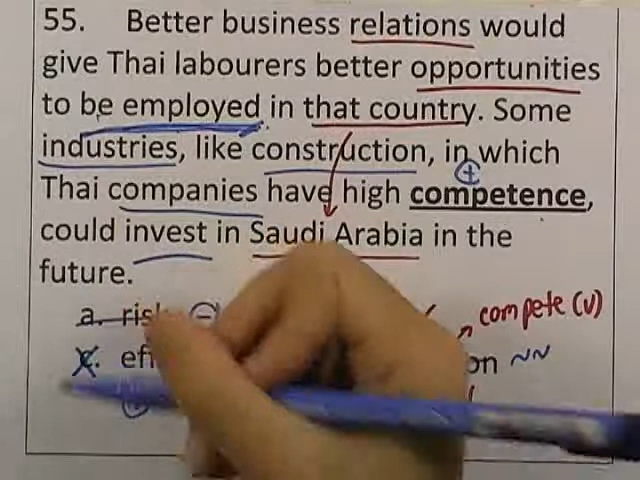 55. Better business relations would
give Thai labourers better opportunities
to be employed in that country. Some
industries, like construction, in which
Thai companies have high competence,
could invest in Saudi Arabia in the
future.
a. compete (v)
c.